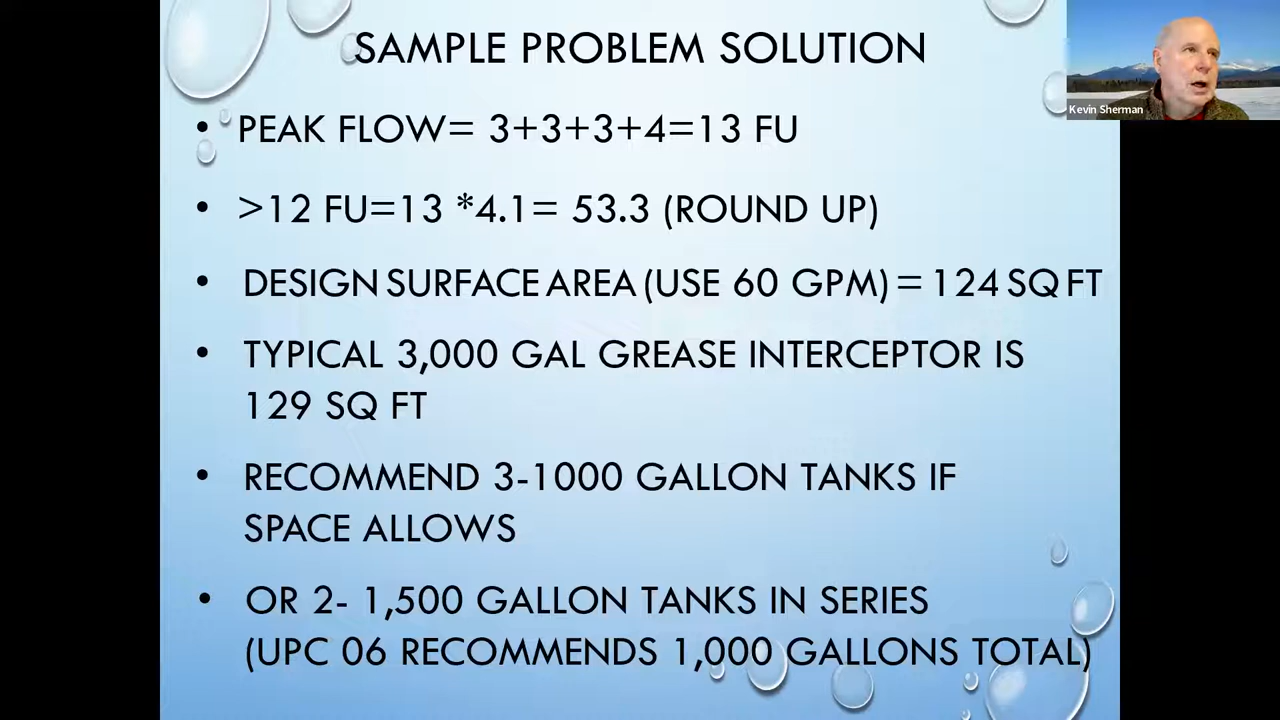 SAMPLE PROBLEM SOLUTION
Kevin Sherman
• PEAK FLOW= 3+3+3+4=13 FU
• >12 FU=13 *4.1= 53.3 (ROUND UP)
• DESIGN SURFACE AREA (USE 60 GPM) = 124 SQ FT
• TYPICAL 3,000 GAL GREASE INTERCEPTOR IS
129 SQ FT
• RECOMMEND 3-1000 GALLON TANKS IF
SPACE ALLOWS
• OR 2- 1,500 GALLON TANKS IN SERIES
(UPC 06 RECOMMENDS 1,000 GALLONS TOTAL)